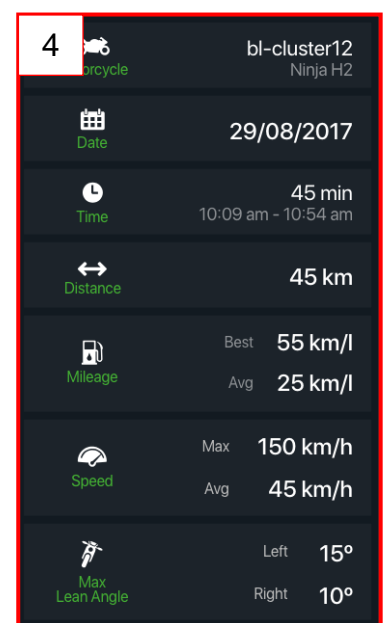 4
orcycle
bl-cluster12
Ninja H2
Date
29/08/2017
Time
45 min
10:09 am - 10:54 am
Distance
45 km
Mileage
Best 55 km/l
Avg 25 km/l
Speed
Max 150 km/h
Avg 45 km/h
Max
Lean Angle
Left 15º
Right 10º